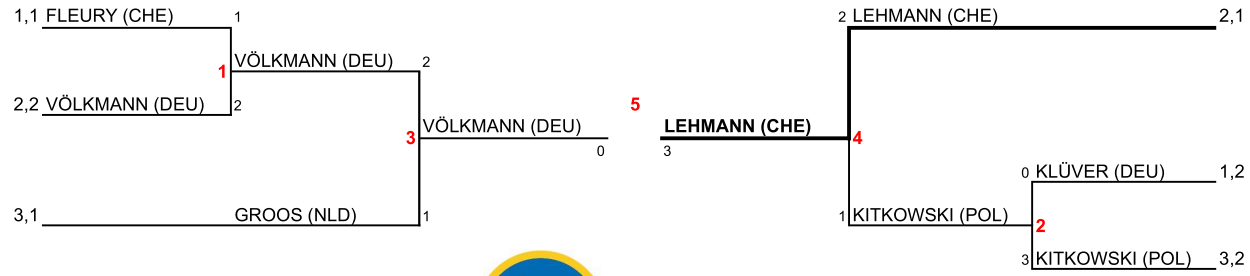 1,1 FLEURY (CHE) 1
2 LEHMANN (CHE) 2,1
1 VÖLKMANN (DEU) 2
2,2 VÖLKMANN (DEU) 2
5
3 VÖLKMANN (DEU) 0
LEHMANN (CHE) 4
3
0 KLÜVER (DEU) 1,2
3,1 GROOS (NLD) 1
1 KITKOWSKI (POL) 2
3 KITKOWSKI (POL) 3,2